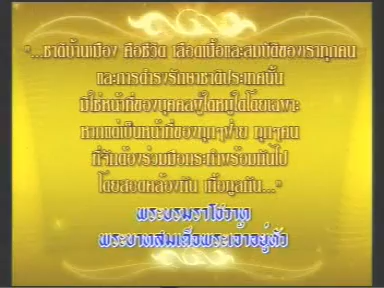 "...ชาติบ้านเมือง คือชีวิต เลือดเนื้อและสมบัติของเราทุกคน
และการดำรงรักษาชาติประเทศนั้น
มิใช่หน้าที่ของบุคคลผู้ใดหมู่ใดโดยเฉพาะ
หากแต่เป็นหน้าที่ของทุกๆฝ่าย ทุกๆคน
ที่จักต้องร่วมมือกระทำพร้อมกันไป
โดยสอดคล้องกัน เกื้อกูลกัน..."
พระบรมราโชวาท
พระบาทสมเด็จพระเจ้าอยู่หัว